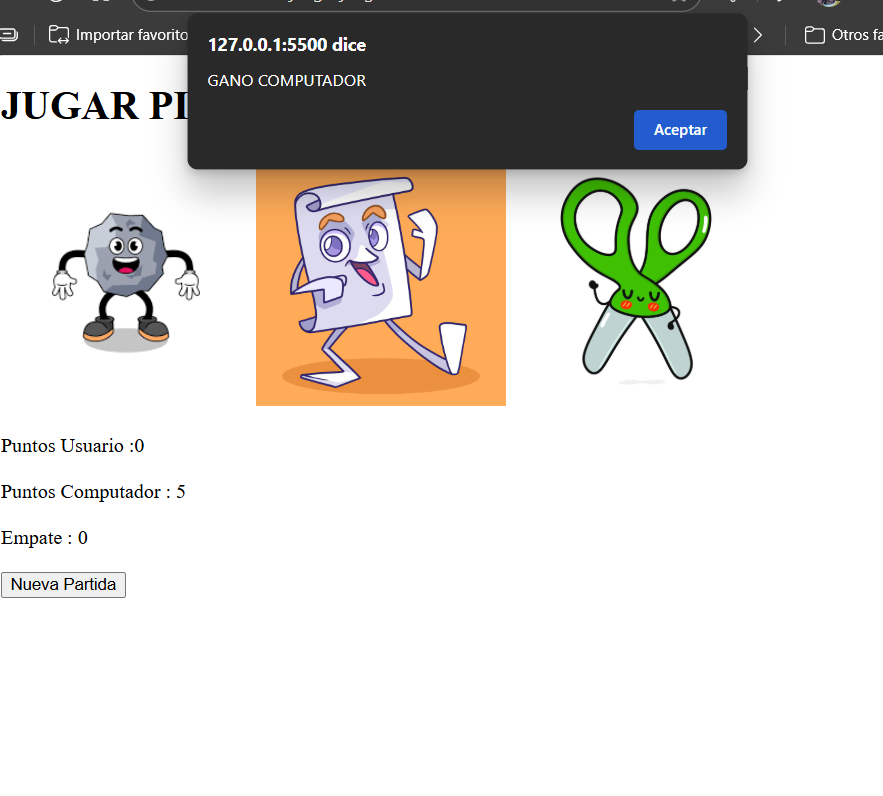 Importar favorito
Otros fa
127.0.0.1:5500 dice
GANO COMPUTADOR
Aceptar
JUGAR PI
Puntos Usuario :0
Puntos Computador : 5
Empate : 0
Nueva Partida